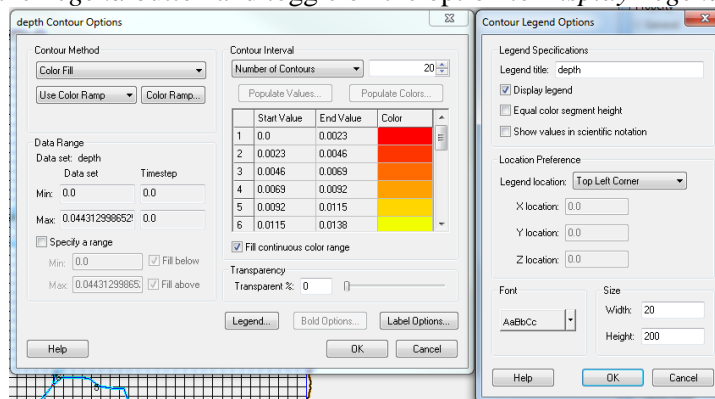 depth Contour Options
Contour Method
Color Fill
Use Color Ramp
Color Ramp...
Data Range
Data set: depth
Data set Timestep
Min: 0.0 0.0
Max: 0.0443129986525 0.0
Specify a range
Min: 0.0 Fill below
Max: 0.04431299865 Fill above
Contour Interval
Number of Contours 20
Populate Values... Populate Colors...
Start Value End Value Color
1 0.0 0.0023
2 0.0023 0.0046
3 0.0046 0.0069
4 0.0069 0.0092
5 0.0092 0.0115
6 0.0115 0.0138
Fill continuous color range
Transparency
Transparent %: 0
Legend... Bold Options... Label Options...
Help OK Cancel
Contour Legend Options
Legend Specifications
Legend title: depth
Display legend
Equal color segment height
Show values in scientific notation
Location Preference
Legend location: Top Left Corner
X location: 0.0
Y location: 0.0
Z location: 0.0
Font
AaBbCc
Size
Width: 20
Height: 200
Help OK Cancel